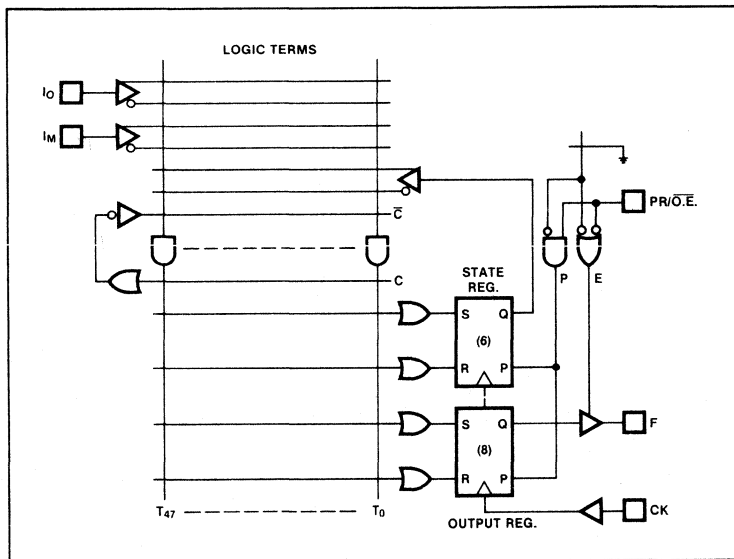 LOGIC TERMS
I₀
Iₘ
C̅
PR/O̅.E̅.
P E
C
STATE
REG.
S Q
(6)
R P
S Q
(8)
F
R P
T₄₇ T₀
OUTPUT REG.
CK